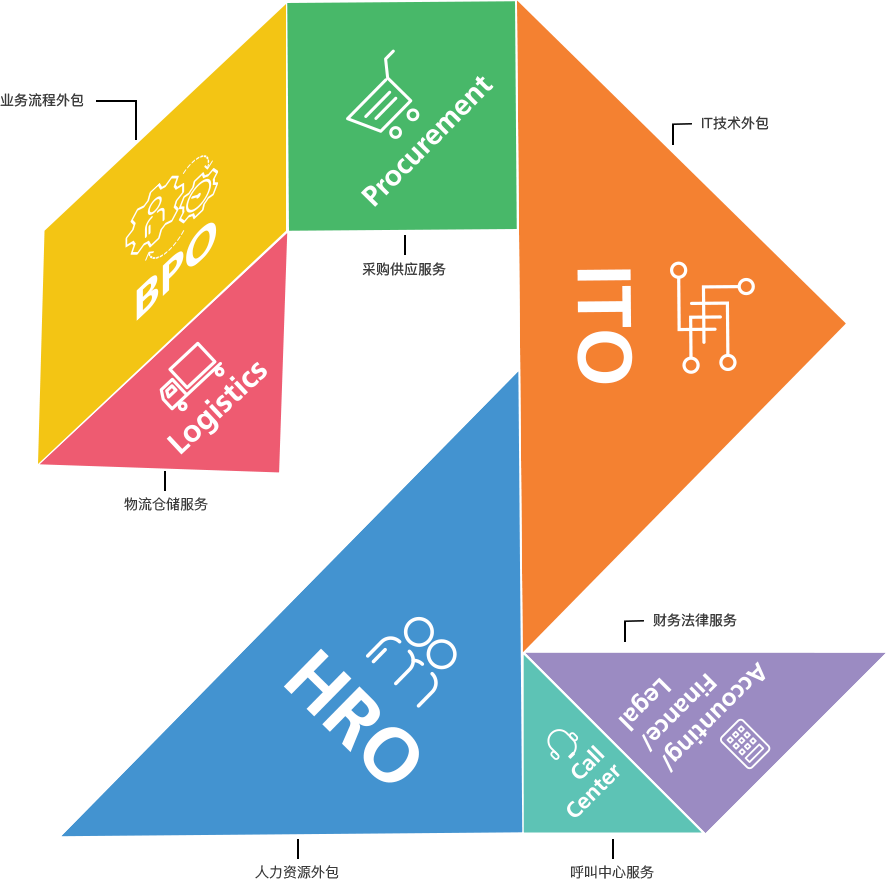 业务流程外包
BPO
Procurement
采购供应服务
IT技术外包
ITO
Logistics
物流仓储服务
HRO
人力资源外包
财务法律服务
Accounting/
Finance/
Legal
Call
Center
呼叫中心服务